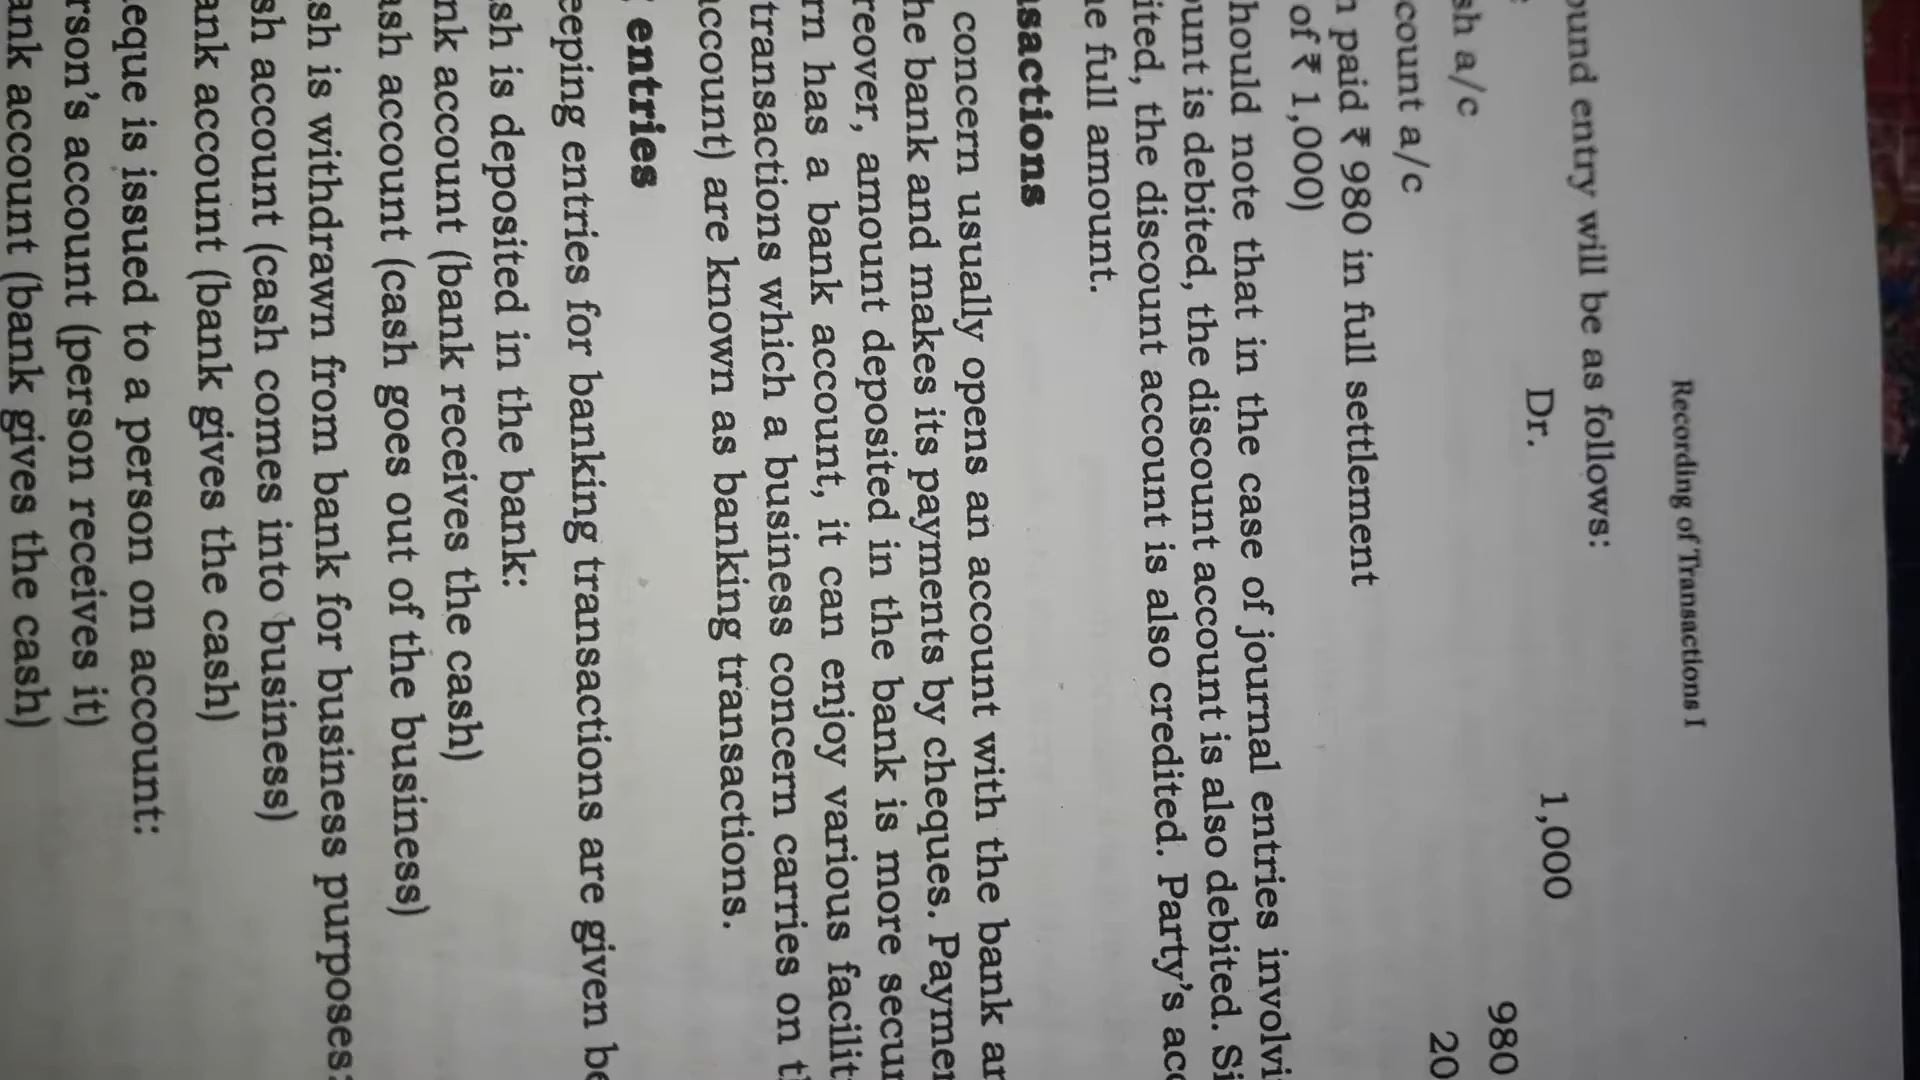 Recording of Transactions I
ound entry will be as follows:
Dr. 1,000
sh a/c 980
count a/c 20
n paid ₹ 980 in full settlement
of ₹ 1,000)
hould note that in the case of journal entries involvi
unt is debited, the discount account is also debited. Si
ited, the discount account is also credited. Party's acc
e full amount.
nsactions
concern usually opens an account with the bank an
he bank and makes its payments by cheques. Paymen
reover, amount deposited in the bank is more secur
rn has a bank account, it can enjoy various facilit
transactions which a business concern carries on t
account) are known as banking transactions.
entries
eeping entries for banking transactions are given be
sh is deposited in the bank:
nk account (bank receives the cash)
ash account (cash goes out of the business)
sh is withdrawn from bank for business purposes:
sh account (cash comes into business)
ank account (bank gives the cash)
eque is issued to a person on account:
rson's account (person receives it)
ank account (bank gives the cash)